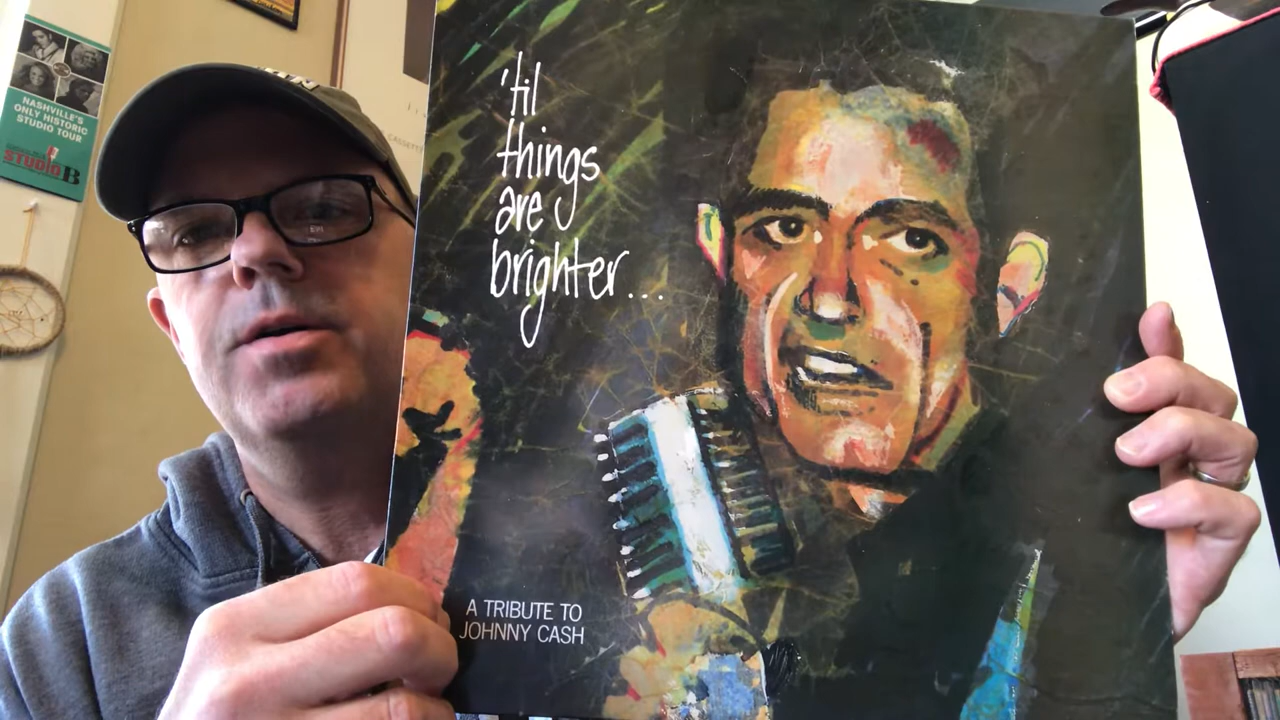 NASHVILLE'S
ONLY HISTORIC
STUDIO TOUR
STUDIO B
'til
things
are
brighter...
A TRIBUTE TO
JOHNNY CASH